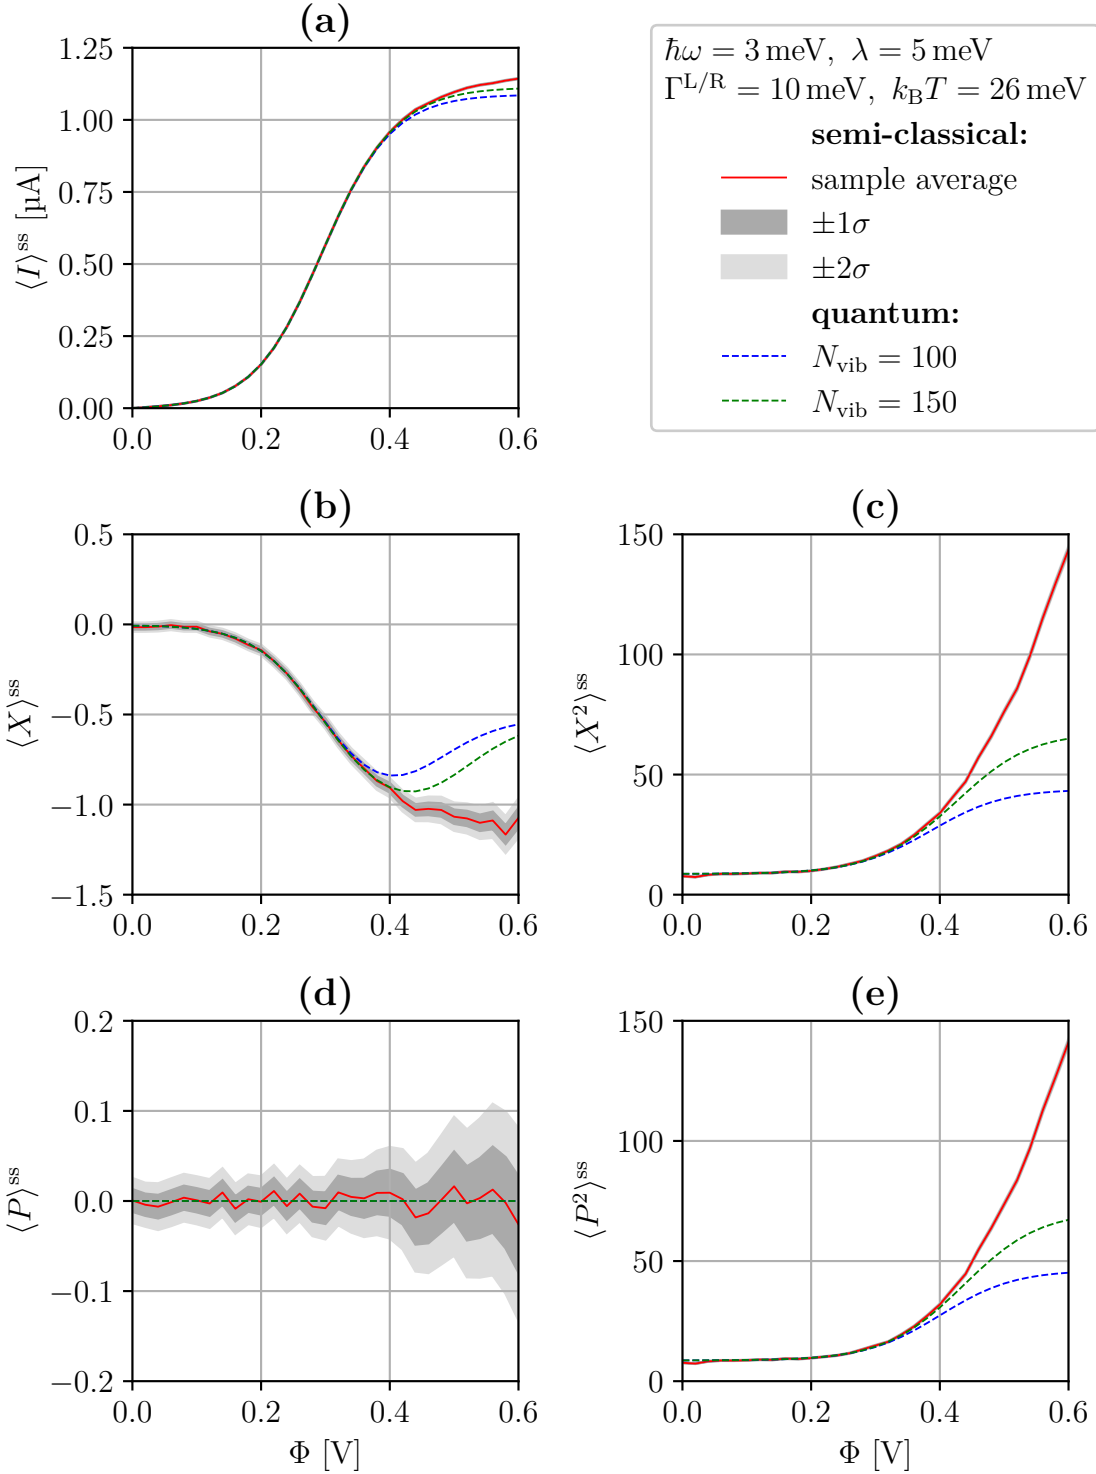 (a)
1.25
1.00
0.75
0.50
0.25
0.00
⟨I⟩ˢˢ [µA]
0.0 0.2 0.4 0.6
ħω = 3 meV, λ = 5 meV
Γᴸ/ᴿ = 10 meV, k_BT = 26 meV
semi-classical:
sample average
±1σ
±2σ
quantum:
N_vib = 100
N_vib = 150
(b)
0.5
0.0
−0.5
−1.0
−1.5
⟨X⟩ˢˢ
0.0 0.2 0.4 0.6
(c)
150
100
50
0
⟨X²⟩ˢˢ
0.0 0.2 0.4 0.6
(d)
0.2
0.1
0.0
−0.1
−0.2
⟨P⟩ˢˢ
0.0 0.2 0.4 0.6
Φ [V]
(e)
150
100
50
0
⟨P²⟩ˢˢ
0.0 0.2 0.4 0.6
Φ [V]